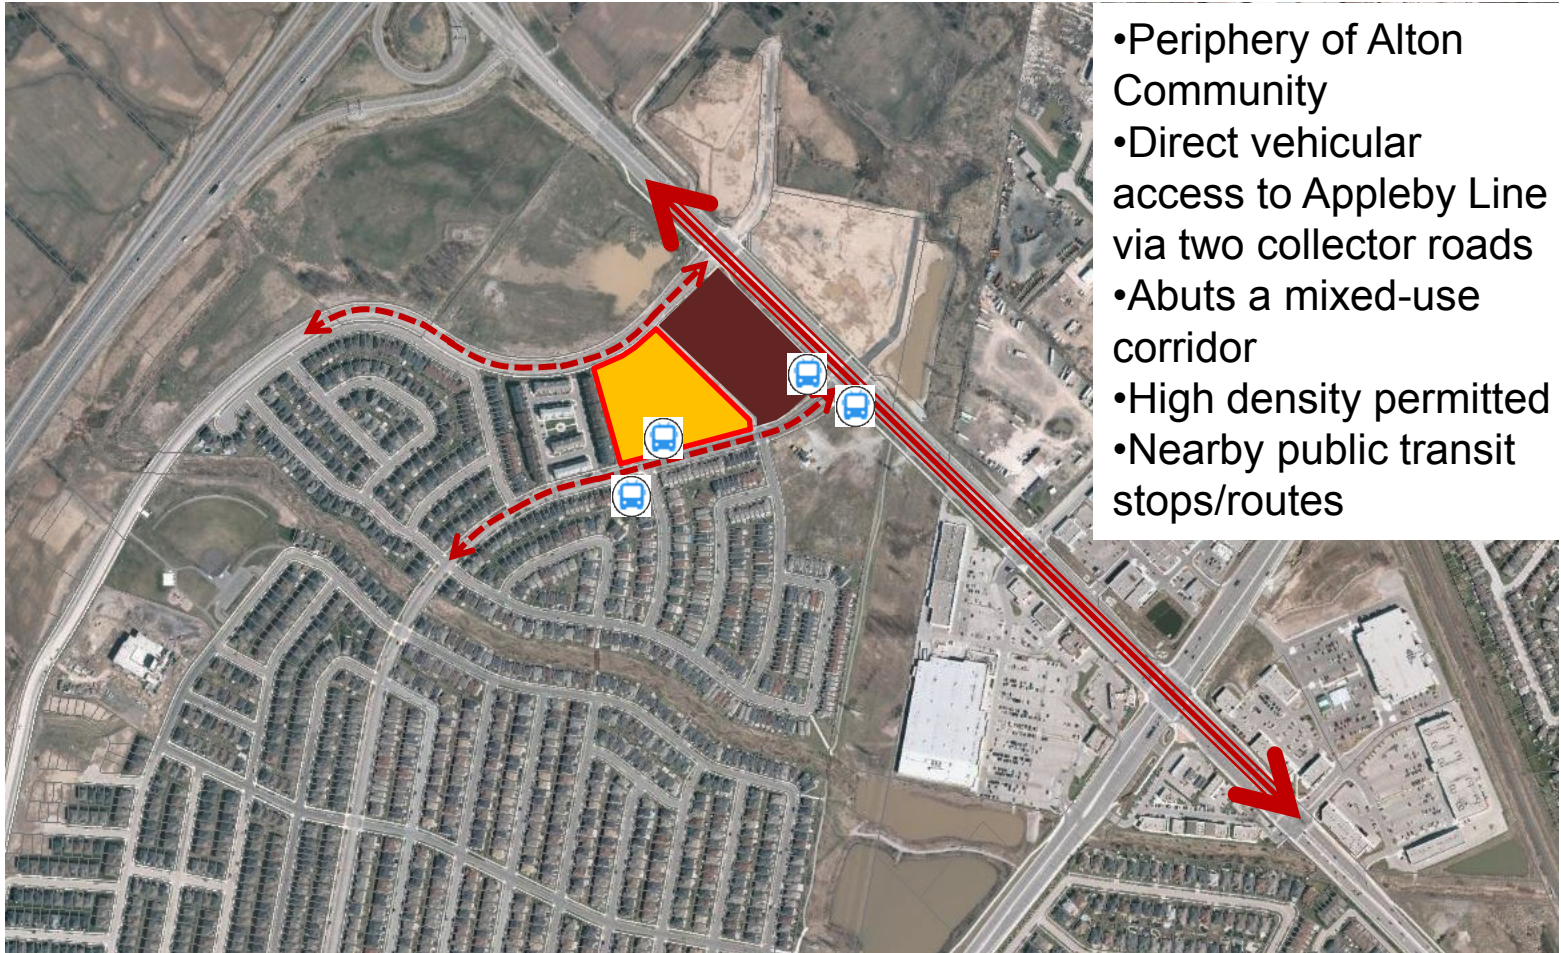 •Periphery of Alton
Community
•Direct vehicular
access to Appleby Line
via two collector roads
•Abuts a mixed-use
corridor
•High density permitted
•Nearby public transit
stops/routes